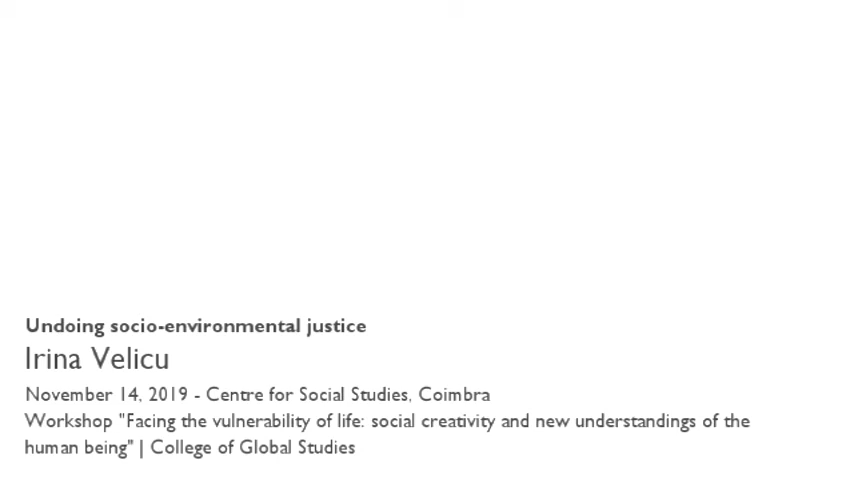 Undoing socio-environmental justice
Irina Velicu
November 14, 2019 - Centre for Social Studies, Coimbra
Workshop "Facing the vulnerability of life: social creativity and new understandings of the
human being" | College of Global Studies